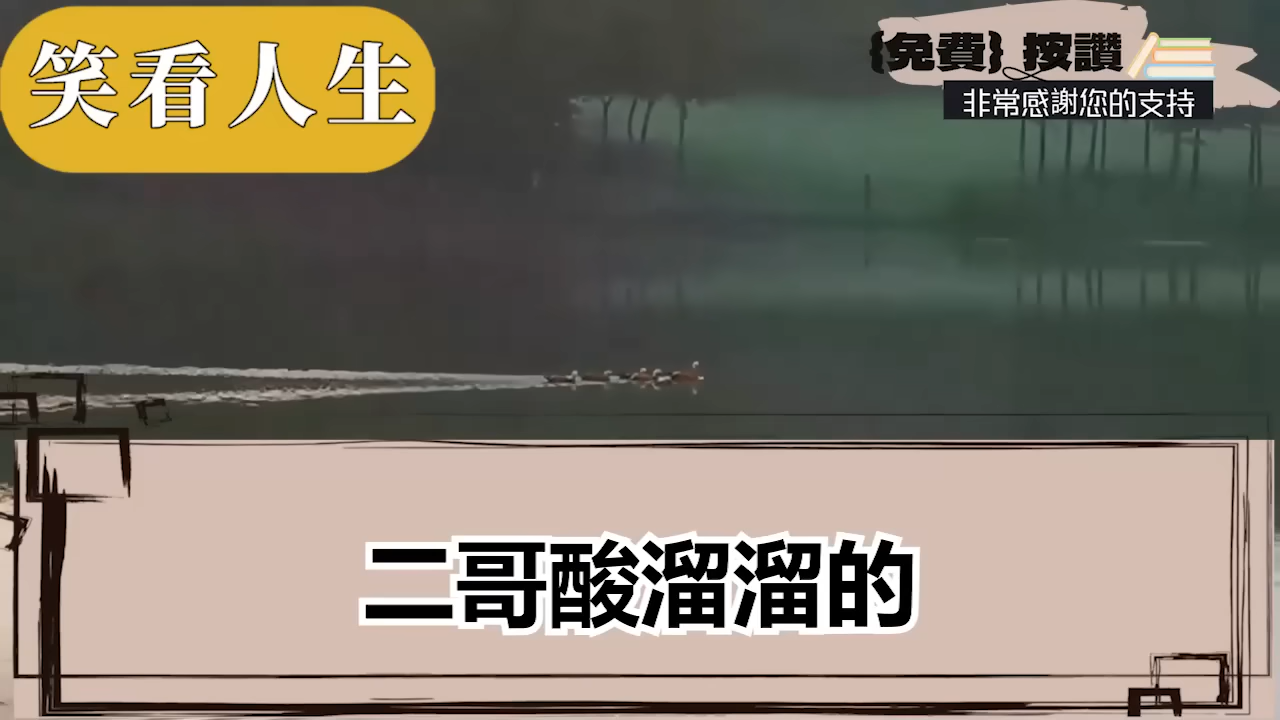 笑看人生
{免費} 按讚
非常感謝您的支持
二哥酸溜溜的